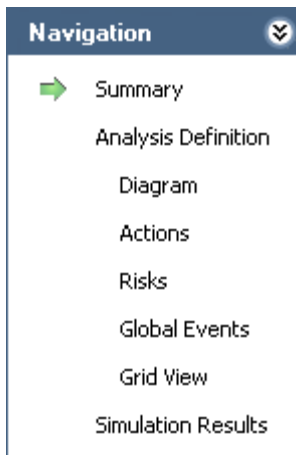 Navigation
Summary
Analysis Definition
Diagram
Actions
Risks
Global Events
Grid View
Simulation Results